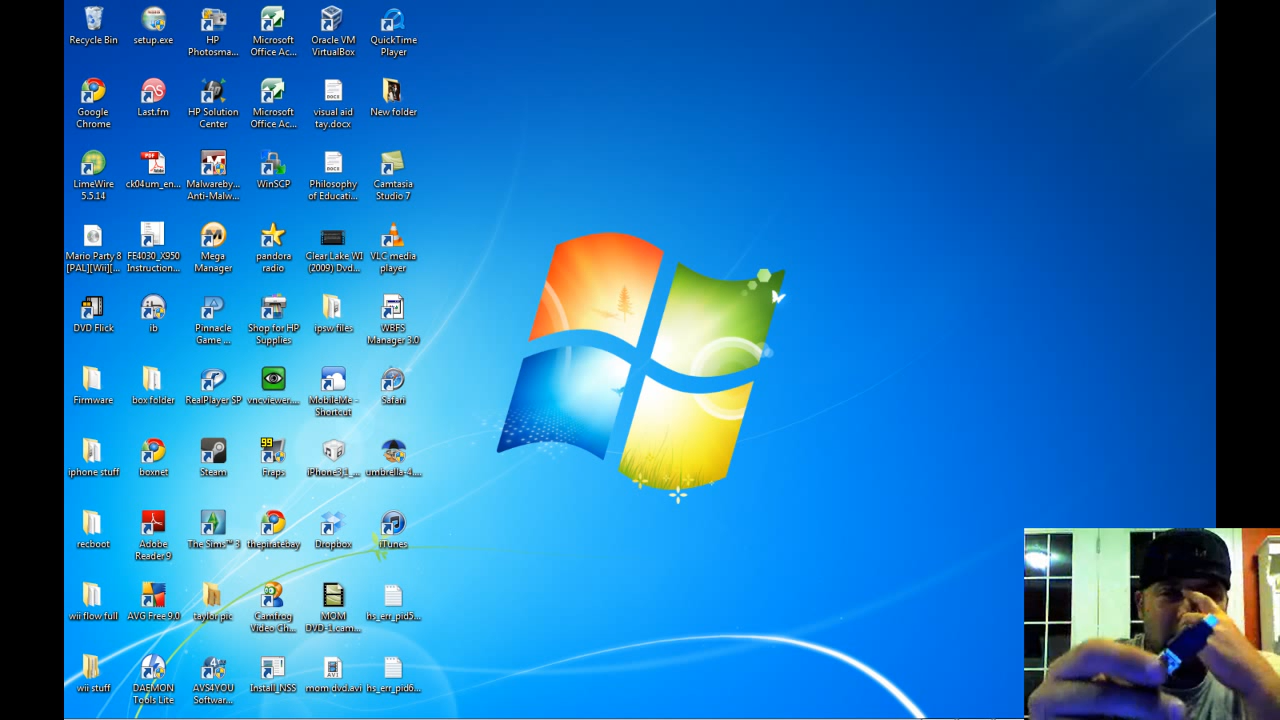 Recycle Bin
setup.exe
HP
Photosma...
Microsoft
Office Ac...
Oracle VM
VirtualBox
QuickTime
Player
Google
Chrome
Last.fm
HP Solution
Center
Microsoft
Office Ac...
visual aid
tay.docx
New folder
LimeWire
5.5.14
ck04um_en...
Malwareby...
Anti-Malw...
WinSCP
Philosophy
of Educati...
Camtasia
Studio 7
Mario Party 8
[PAL][Wii][...
FE4030_X950
Instruction...
Mega
Manager
pandora
radio
Clear Lake WI
(2009) Dvd...
VLC media
player
DVD Flick
ib
Pinnacle
Game ...
Shop for HP
Supplies
ipsw files
WBFS
Manager 3.0
Firmware
box folder
RealPlayer SP
vncviewer....
MobileMe -
Shortcut
Safari
iphone stuff
boxnet
Steam
99
Fraps
iPhone3,1_...
umbrella-4....
recboot
Adobe
Reader 9
The Sims™ 3
thepiratebay
Dropbox
iTunes
wii flow full
AVG Free 9.0
taylor pic
Camfrog
Video Ch...
MOM
DVD-1.cam...
hs_err_pid5...
wii stuff
DAEMON
Tools Lite
AVS4YOU
Softwar...
Install_NSS
mom dvd.avi
hs_err_pid6...